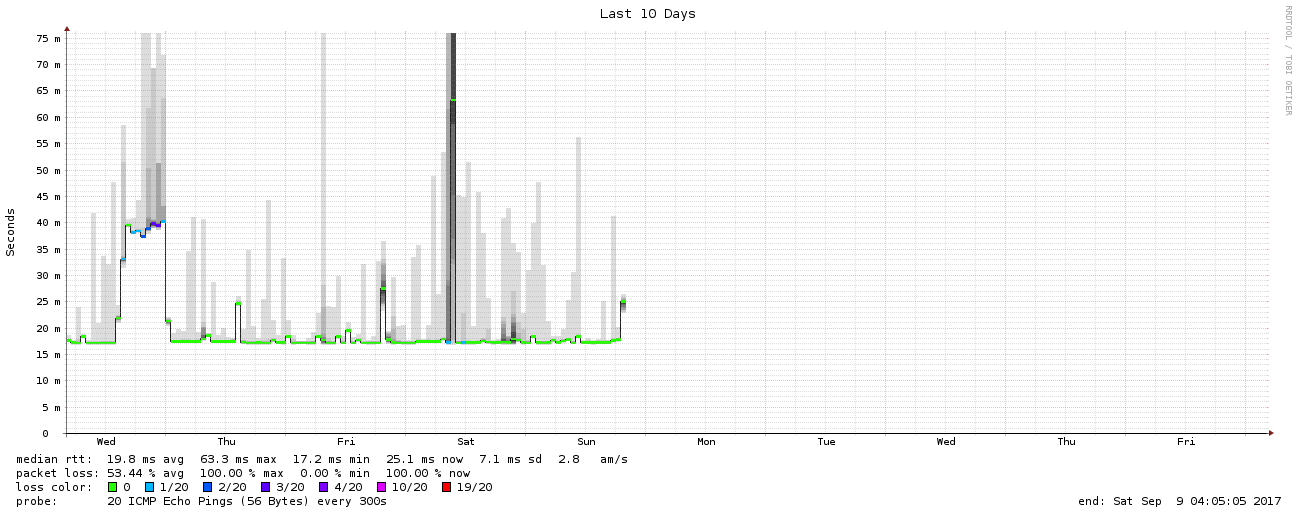 Last 10 Days
RRDTOOL / TOBI OETIKER
Seconds
75 m
70 m
65 m
60 m
55 m
50 m
45 m
40 m
35 m
30 m
25 m
20 m
15 m
10 m
5 m
0
Wed Thu Fri Sat Sun Mon Tue Wed Thu Fri
median rtt: 19.8 ms avg 63.3 ms max 17.2 ms min 25.1 ms now 7.1 ms sd 2.8 am/s
packet loss: 53.44 % avg 100.00 % max 0.00 % min 100.00 % now
loss color: 0 1/20 2/20 3/20 4/20 10/20 19/20
probe: 20 ICMP Echo Pings (56 Bytes) every 300s end: Sat Sep 9 04:05:05 2017